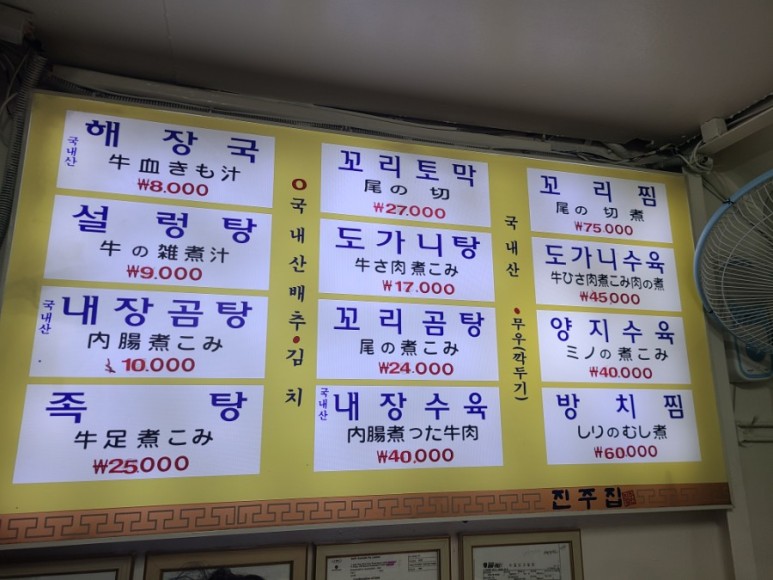 국내산
해장국
牛血きも汁
₩8.000
설렁탕
牛の雑煮汁
₩9.000
국내산
내장곰탕
内腸煮こみ
10.000
족탕
牛足煮こみ
₩25.000
국내산배추•김치
꼬리토막
尾の切
₩27.000
도가니탕
牛さ肉煮こみ
₩17.000
꼬리곰탕
尾の煮こみ
₩24.000
국내산
내장수육
内腸煮った牛肉
₩40.000
국내산•무우(깍두기)
꼬리찜
尾の切煮
₩75.000
도가니수육
牛ひさ肉煮こみ肉の煮
₩45.000
양지수육
ミノの煮こみ
₩40.000
방치찜
しりのむし煮
₩60.000
진주집